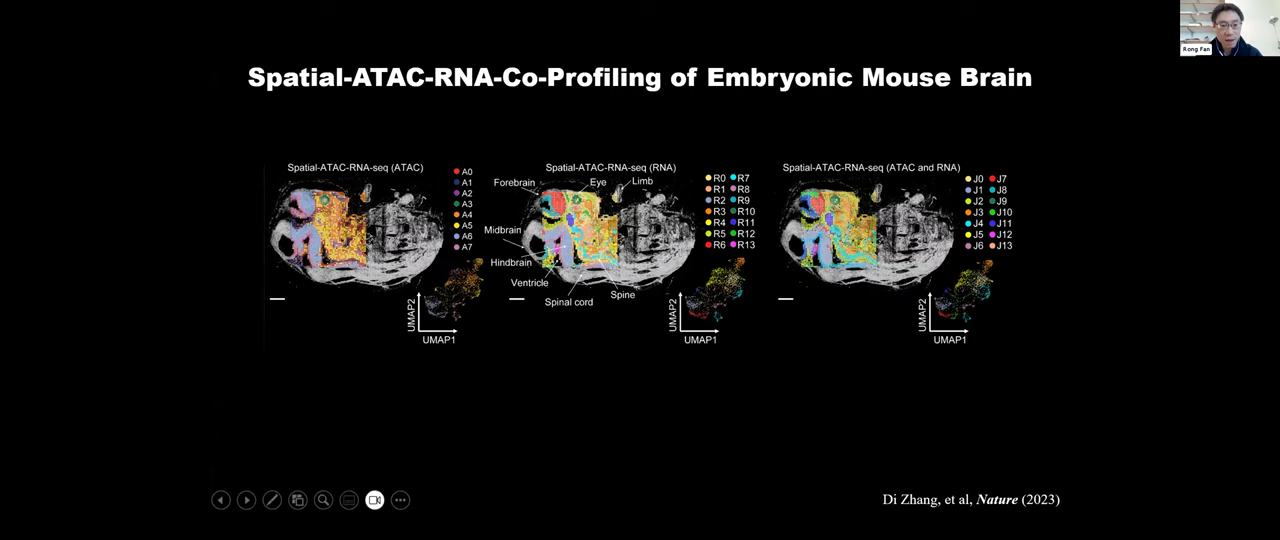 Rong Fan
Spatial-ATAC-RNA-Co-Profiling of Embryonic Mouse Brain
Spatial-ATAC-RNA-seq (ATAC)
A0
A1
A2
A3
A4
A5
A6
A7
UMAP2
UMAP1
Spatial-ATAC-RNA-seq (RNA)
Forebrain
Eye
Limb
Midbrain
Hindbrain
Ventricle
Spinal cord
Spine
R0 R7
R1 R8
R2 R9
R3 R10
R4 R11
R5 R12
R6 R13
UMAP2
UMAP1
Spatial-ATAC-RNA-seq (ATAC and RNA)
J0 J7
J1 J8
J2 J9
J3 J10
J4 J11
J5 J12
J6 J13
UMAP2
UMAP1
Di Zhang, et al, Nature (2023)